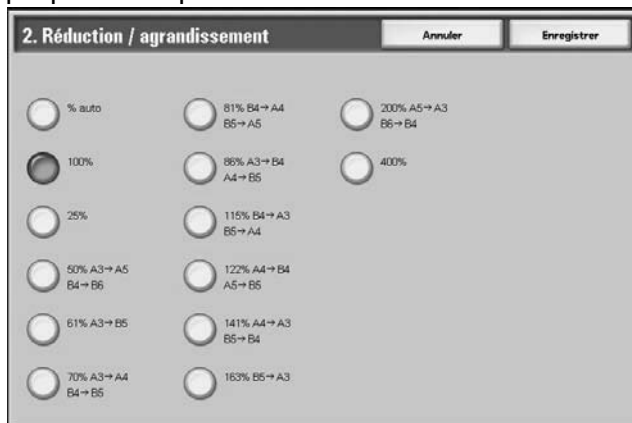 2. Réduction / agrandissement
Annuler
Enregistrer
% auto
100%
25%
50% A3→A5
B4→B6
61% A3→B5
70% A3→A4
B4→B5
81% B4→A4
B5→A5
86% A3→B4
A4→B5
115% B4→A3
B5→A4
122% A4→B4
A5→B5
141% A4→A3
B5→B4
163% B5→A3
200% A5→A3
B6→B4
400%